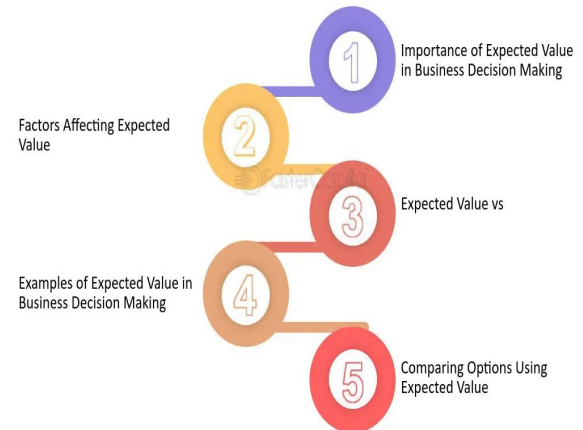 1
Importance of Expected Value
in Business Decision Making
Factors Affecting Expected
Value
2
FasterCapital
3
Expected Value vs
Examples of Expected Value in
Business Decision Making
4
5
Comparing Options Using
Expected Value